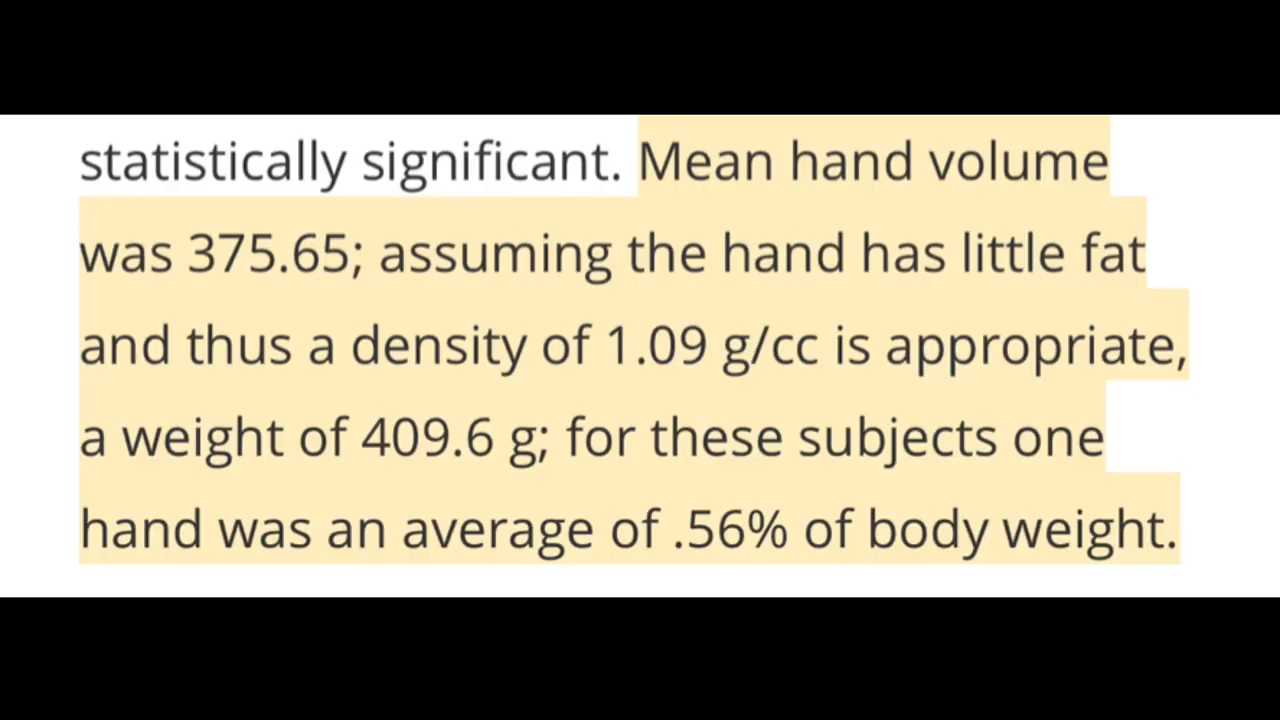 statistically significant. Mean hand volume
was 375.65; assuming the hand has little fat
and thus a density of 1.09 g/cc is appropriate,
a weight of 409.6 g; for these subjects one
hand was an average of .56% of body weight.